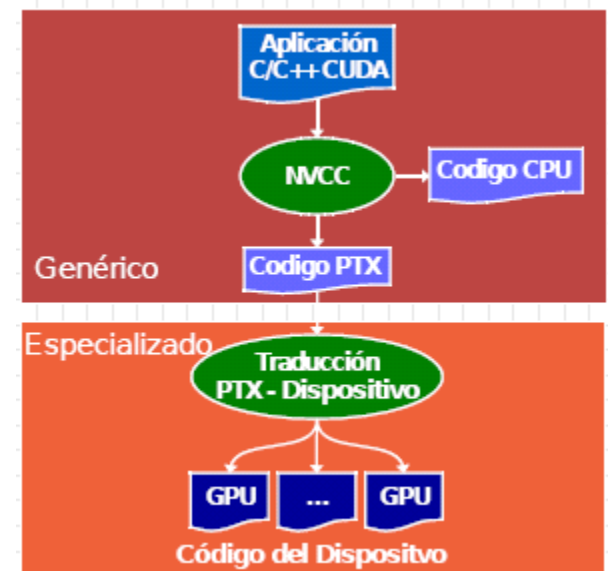 Aplicación
C/C++ CUDA
NVCC
Codigo CPU
Codigo PTX
Genérico
Especializado
Traducción
PTX - Dispositivo
GPU
...
GPU
Código del Dispositvo